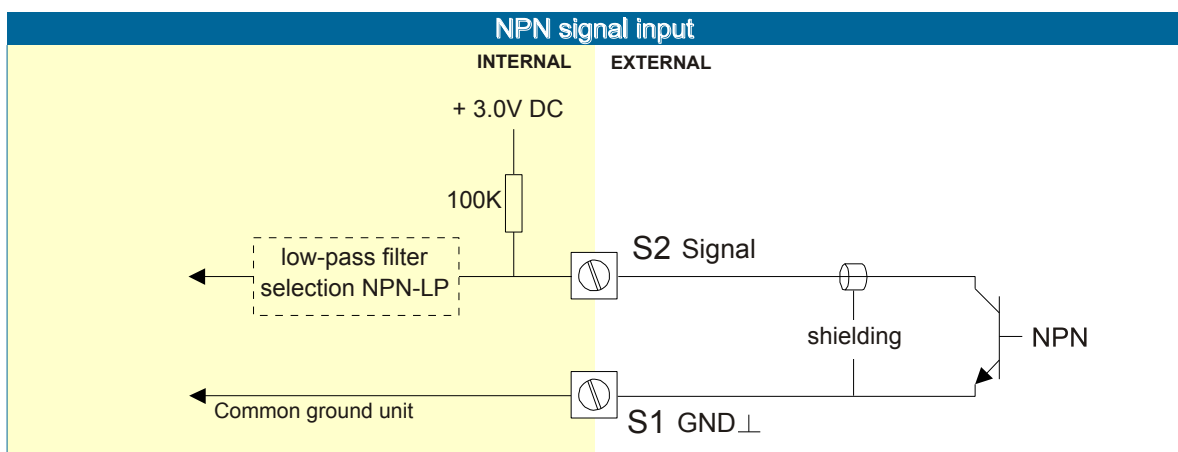 NPN signal input
INTERNAL EXTERNAL
+ 3.0V DC
100K
low-pass filter
selection NPN-LP
S2 Signal
shielding
NPN
Common ground unit
S1 GND⊥